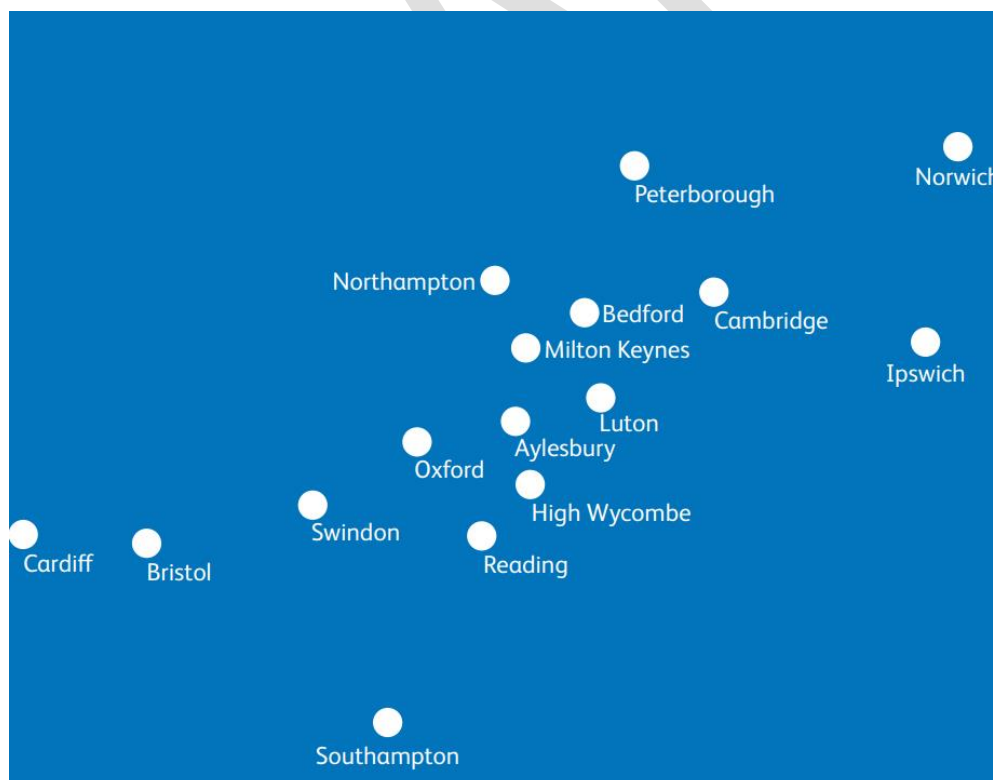 Norwich
Peterborough
Northampton
Bedford
Cambridge
Milton Keynes
Ipswich
Luton
Aylesbury
Oxford
High Wycombe
Swindon
Cardiff
Bristol
Reading
Southampton